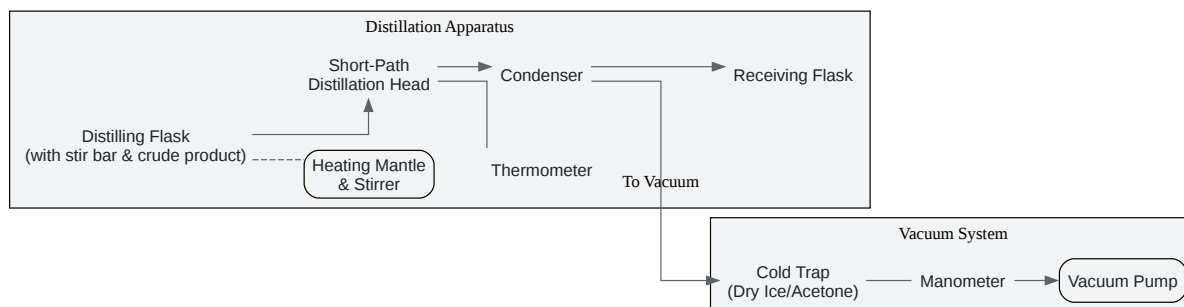 Distillation Apparatus
Short-Path
Distillation Head
Condenser
Receiving Flask
Distilling Flask
(with stir bar & crude product)
Heating Mantle
& Stirrer
Thermometer
To Vacuum
Vacuum System
Cold Trap
(Dry Ice/Acetone)
Manometer
Vacuum Pump